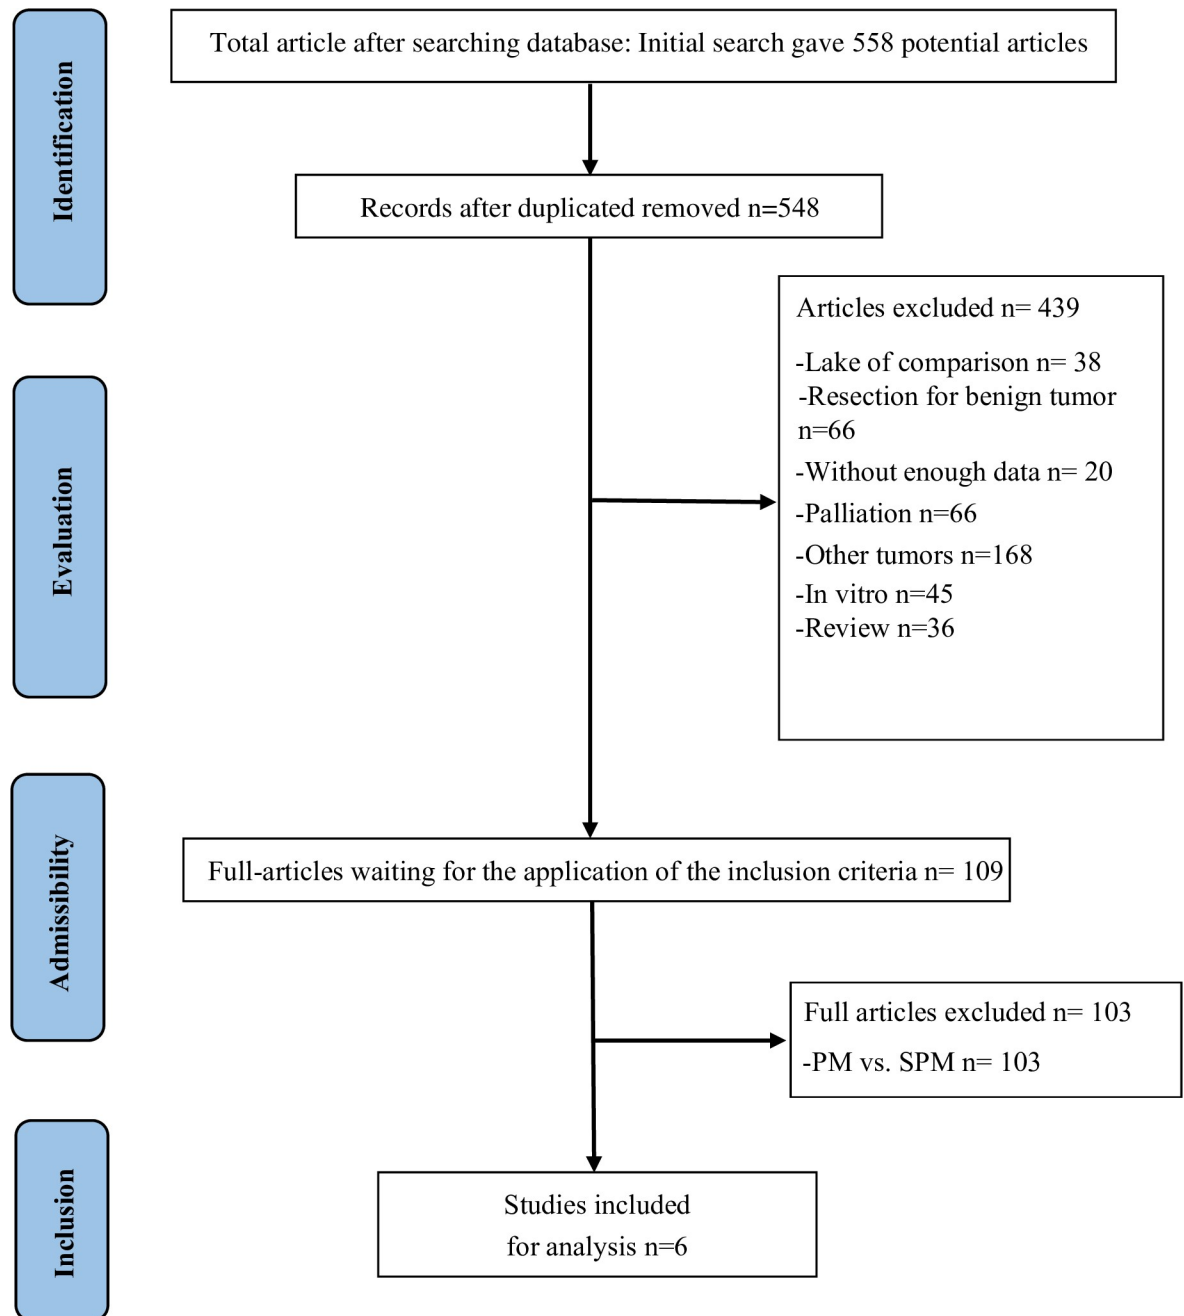 Identification
Total article after searching database: Initial search gave 558 potential articles
Records after duplicated removed n=548
Evaluation
Articles excluded n= 439
-Lake of comparison n= 38
-Resection for benign tumor
n=66
-Without enough data n= 20
-Palliation n=66
-Other tumors n=168
-In vitro n=45
-Review n=36
Admissibility
Full-articles waiting for the application of the inclusion criteria n= 109
Full articles excluded n= 103
-PM vs. SPM n= 103
Inclusion
Studies included
for analysis n=6